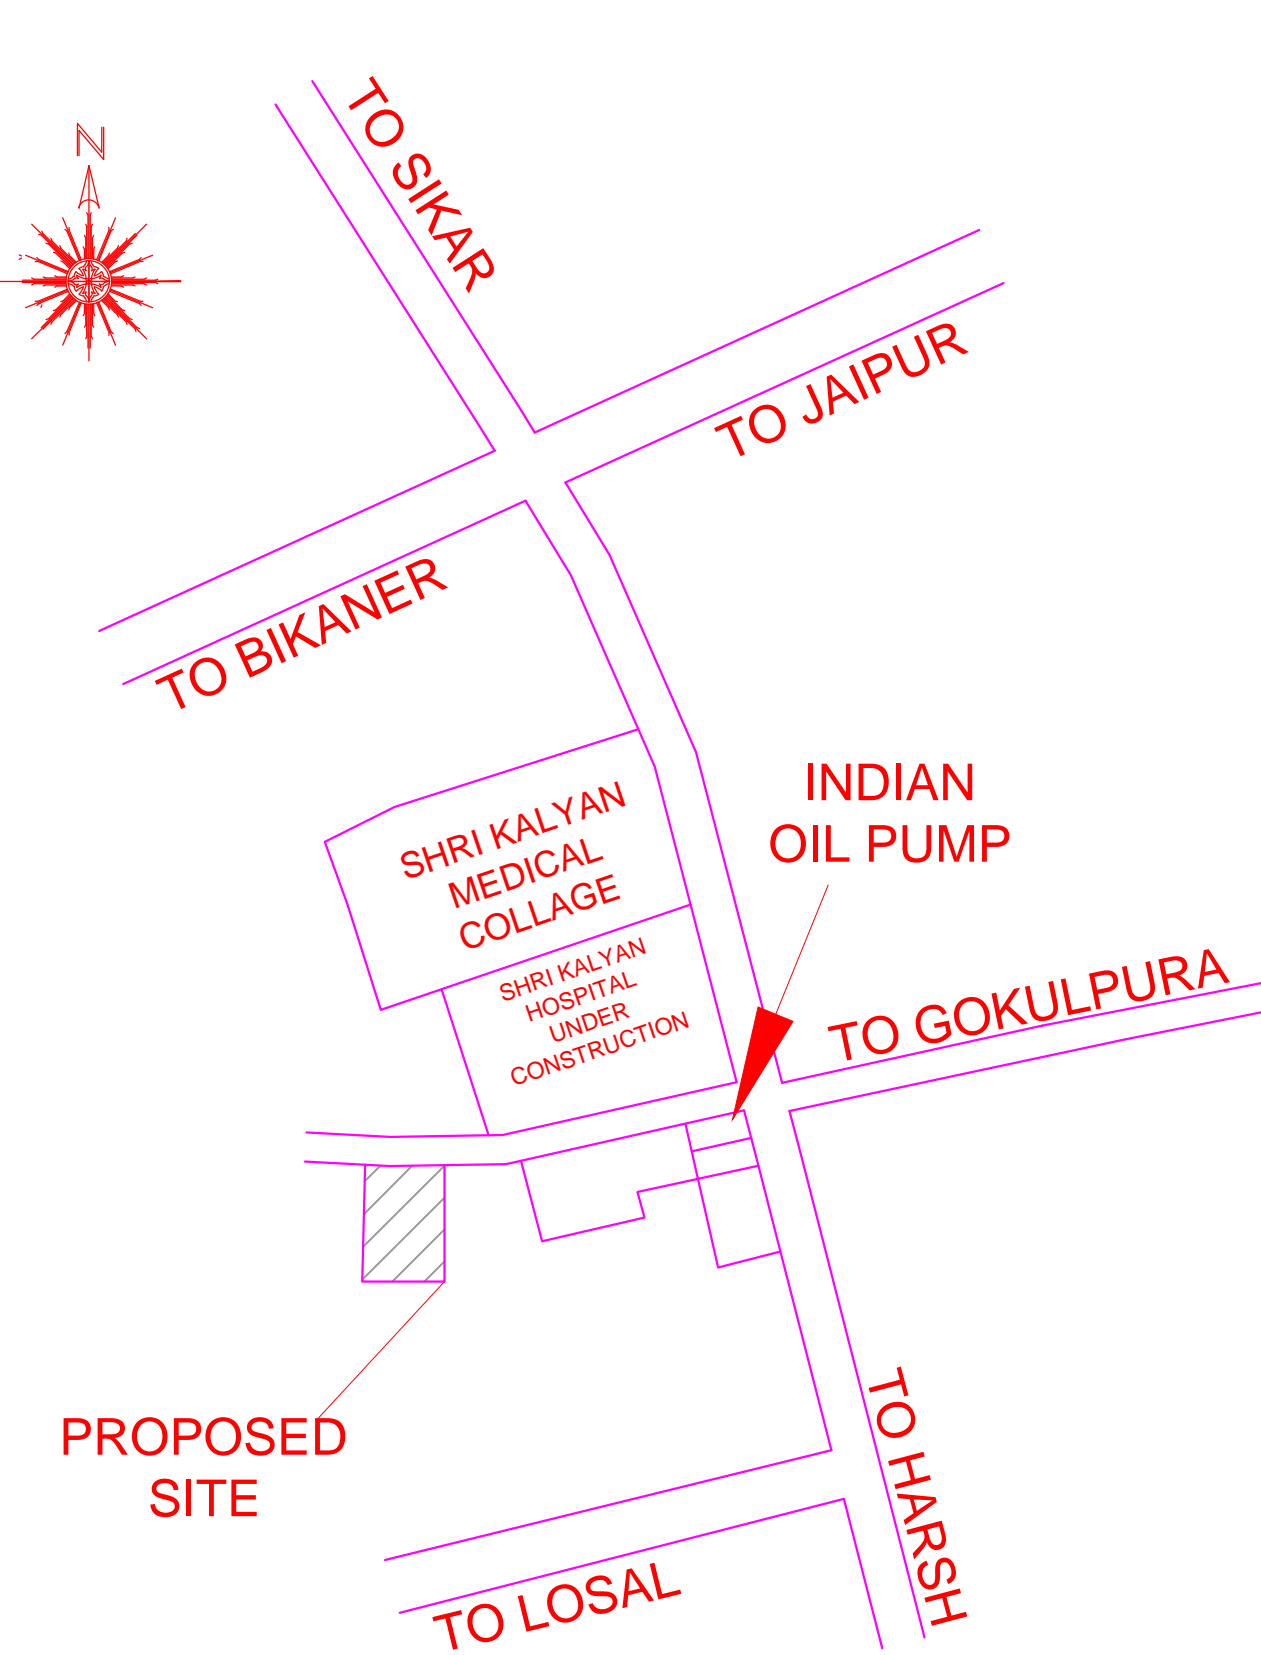 N
TO SIKAR
TO JAIPUR
TO BIKANER
INDIAN
OIL PUMP
SHRI KALYAN
MEDICAL
COLLAGE
SHRI KALYAN
HOSPITAL
UNDER
CONSTRUCTION
TO GOKULPURA
PROPOSED
SITE
TO HARSH
TO LOSAL